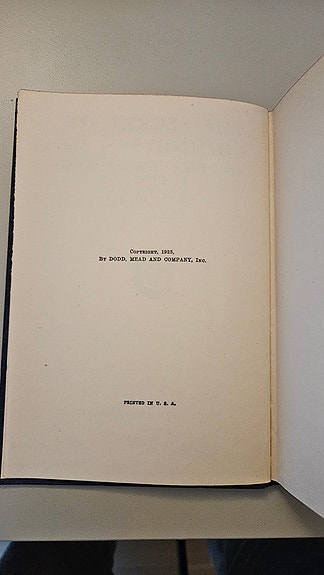 Copyright, 1925,
By DODD, MEAD AND COMPANY, Inc.
PRINTED IN U. S. A.